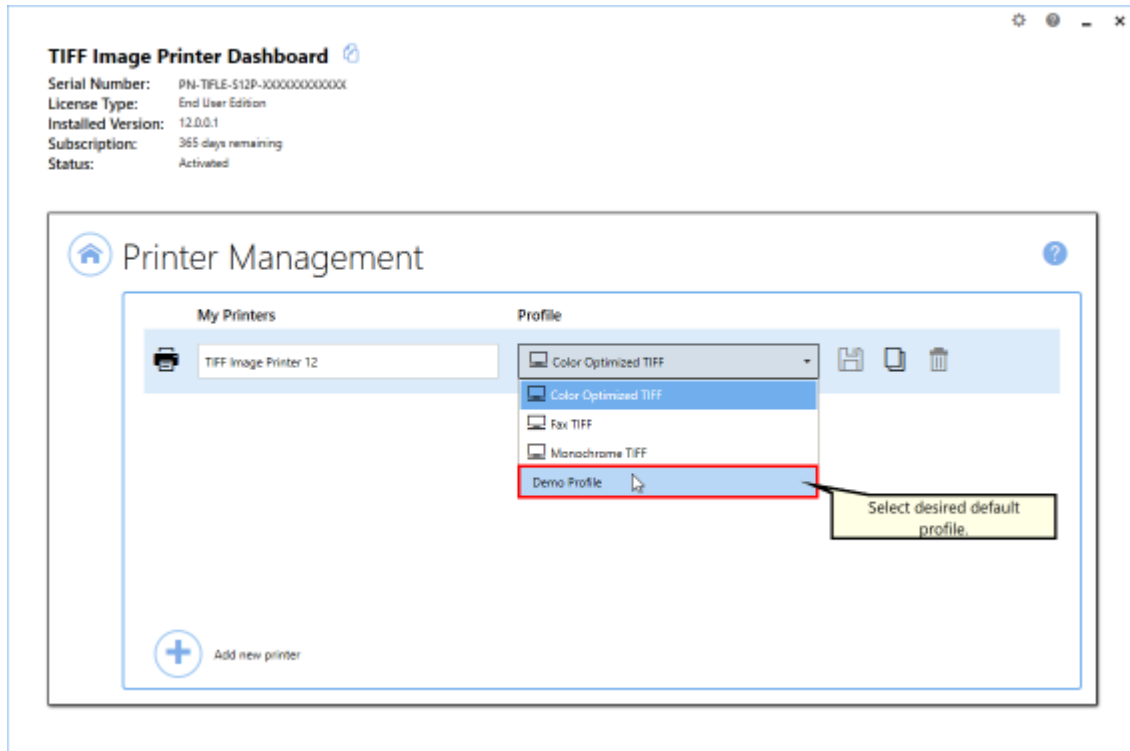 TIFF Image Printer Dashboard
Serial Number: PN-TIFLE-S12P-XXXXXXXXXXXX
License Type: End User Edition
Installed Version: 12.0.0.1
Subscription: 365 days remaining
Status: Activated
Printer Management
?
My Printers Profile
TIFF Image Printer 12 Color Optimized TIFF
Color Optimized TIFF
Fax TIFF
Monochrome TIFF
Demo Profile
Select desired default
profile.
Add new printer